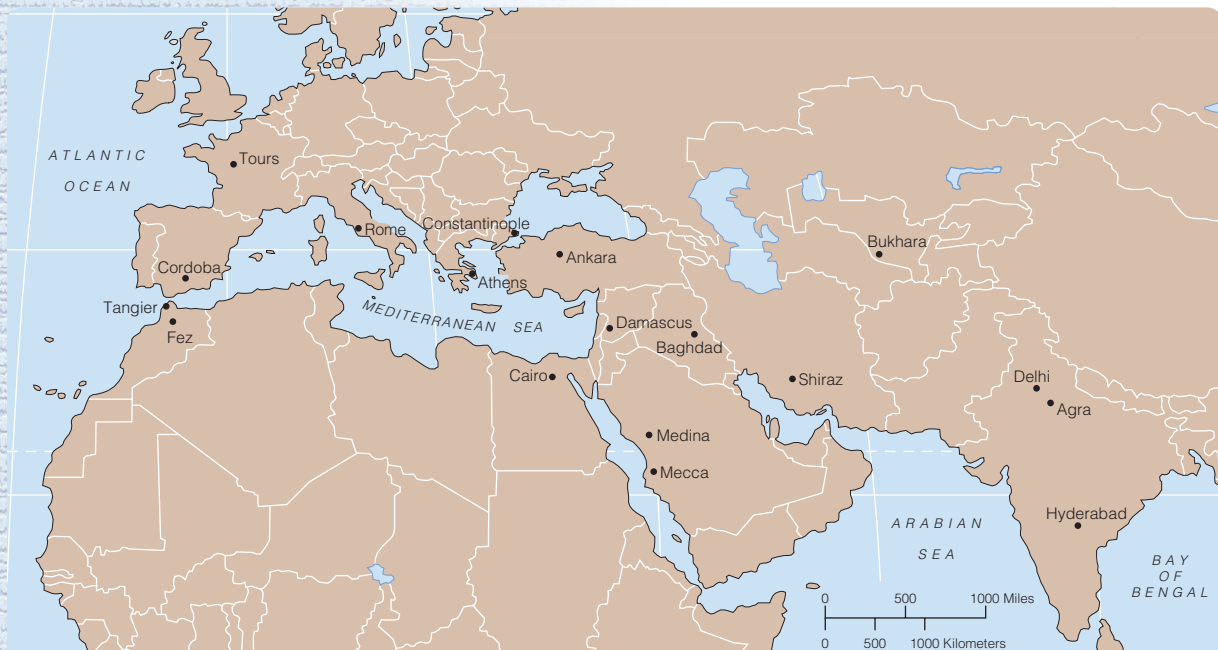 ATLANTIC
OCEAN
Tours
Rome
Constantinople
Ankara
Bukhara
Cordoba
Athens
Tangier
Fez
MEDITERRANEAN SEA
Damascus
Baghdad
Cairo
Shiraz
Delhi
Agra
Medina
Mecca
Hyderabad
ARABIAN
SEA
BAY
OF
BENGAL
0 500 1000 Miles
0 500 1000 Kilometers